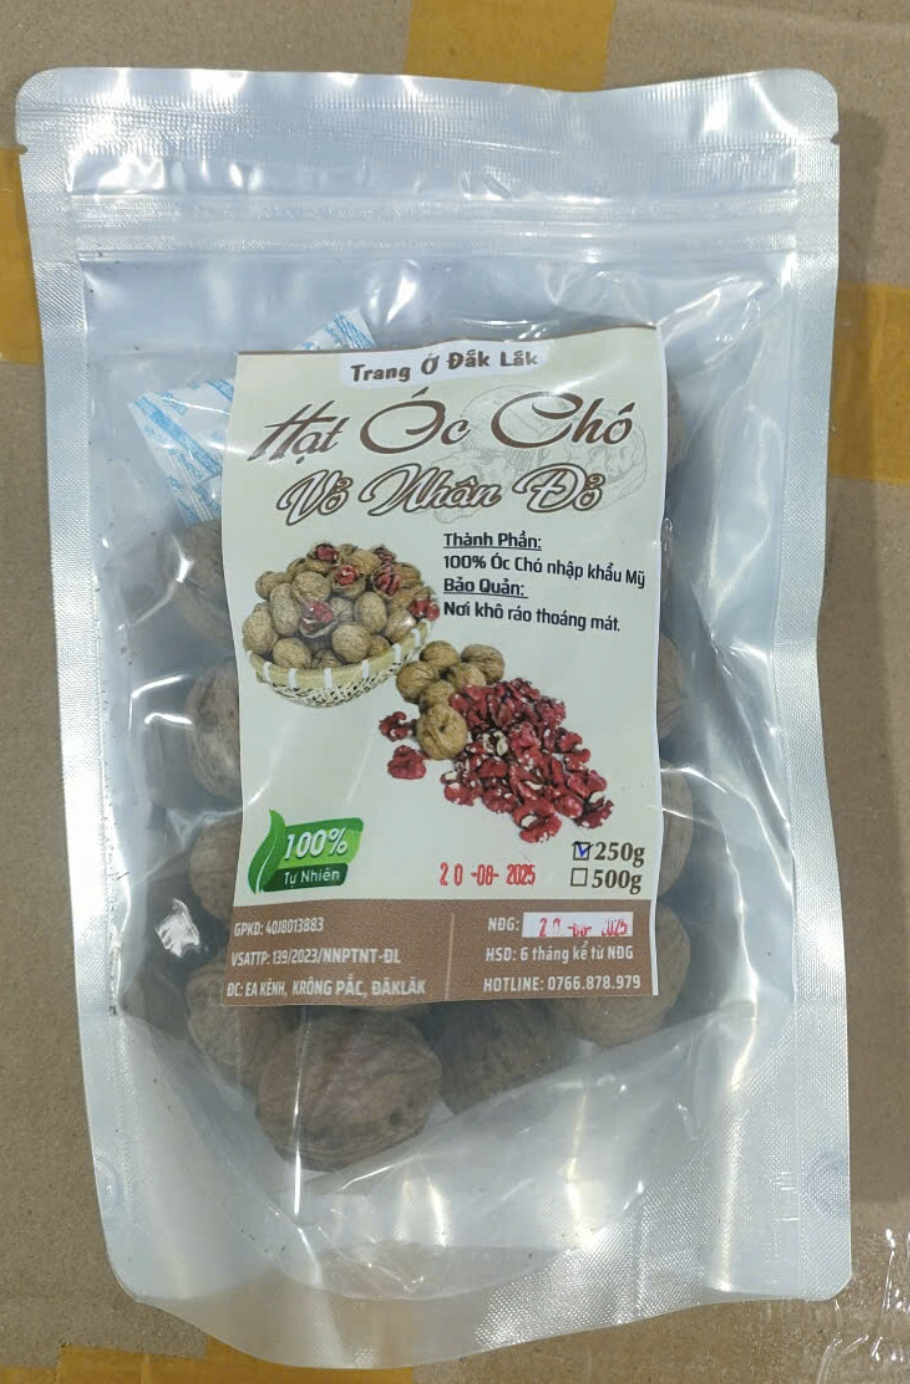 Trang Ở Đắk Lắk
Hạt Óc Chó
Vỏ Nhân Đỏ
Thành Phần:
100% Óc Chó nhập khẩu Mỹ
Bảo Quản:
Nơi khô ráo thoáng mát.
100%
Tự Nhiên
20 -08- 2025
250g
500g
GPKD: 40J8013883
VSATTP: 139/2023/NNPTNT-ĐL
ĐC: EA KÊNH, KRÔNG PẮC, ĐĂKLĂK
NĐG:
HSD: 6 tháng kể từ NĐG
HOTLINE: 0766.878.979